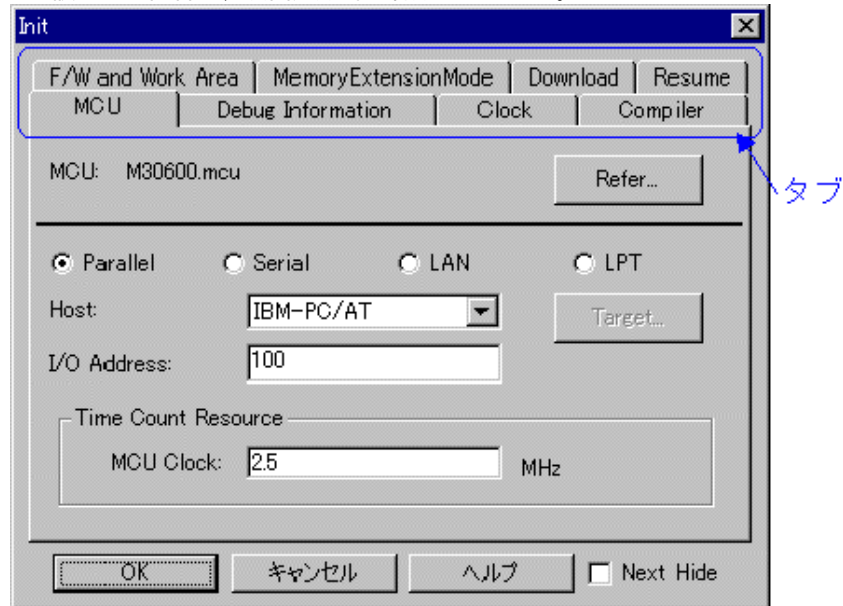 Init
F/W and Work Area MemoryExtensionMode Download Resume
MCU Debug Information Clock Compiler
MCU: M30600.mcu Refer...
タブ
Parallel Serial LAN LPT
Host: IBM-PC/AT Target...
I/O Address: 100
Time Count Resource
MCU Clock: 2.5 MHz
OK キャンセル ヘルプ Next Hide